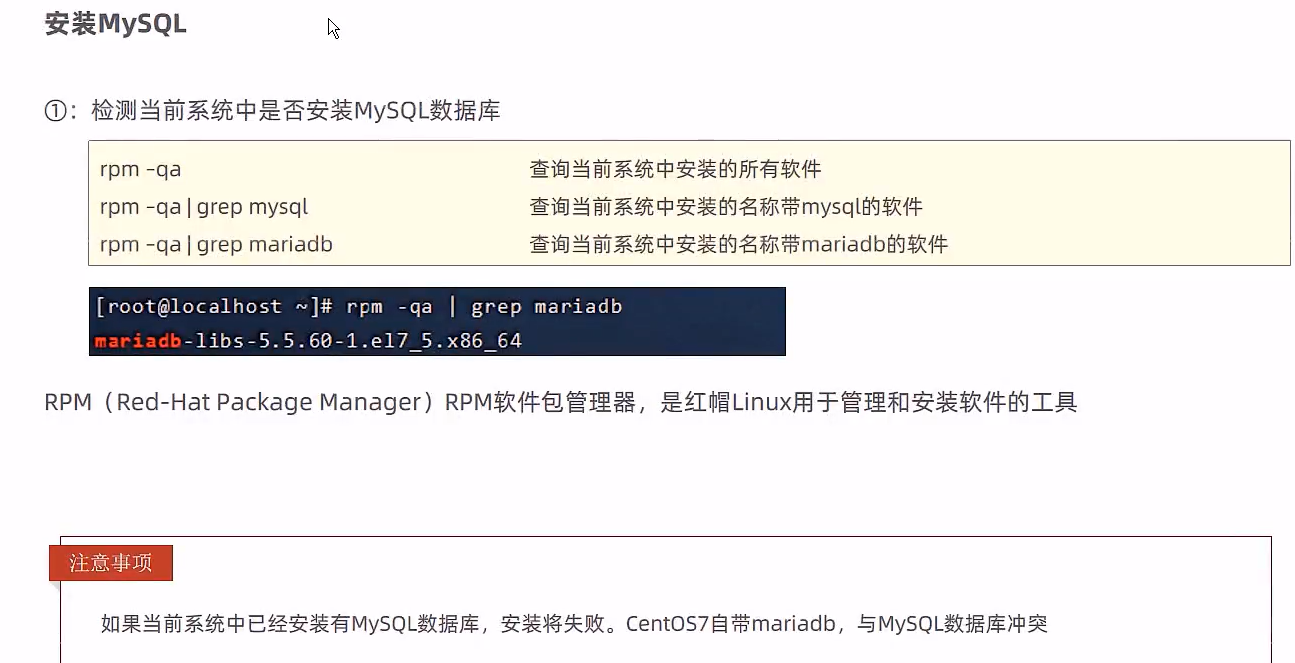 安装MySQL
①：检测当前系统中是否安装MySQL数据库
rpm –qa 查询当前系统中安装的所有软件
rpm –qa | grep mysql 查询当前系统中安装的名称带mysql的软件
rpm –qa | grep mariadb 查询当前系统中安装的名称带mariadb的软件
[root@localhost ~]# rpm -qa | grep mariadb
mariadb-libs-5.5.60-1.el7_5.x86_64
RPM（Red-Hat Package Manager）RPM软件包管理器，是红帽Linux用于管理和安装软件的工具
注意事项
如果当前系统中已经安装有MySQL数据库，安装将失败。CentOS7自带mariadb，与MySQL数据库冲突